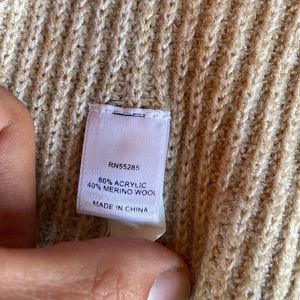 RN55285
60% ACRYLIC
40% MERINO WOOL
MADE IN CHINA